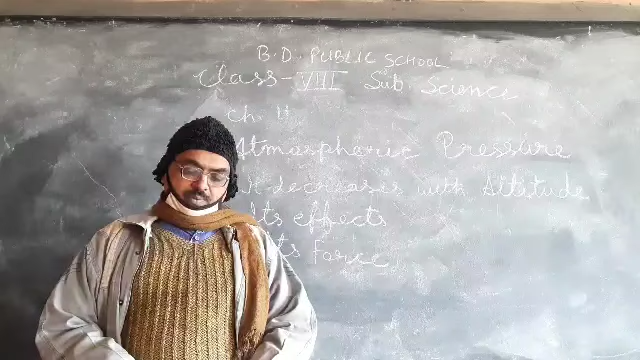 B.D. PUBLIC SCHOOL
Class-VIII Sub. Science
Ch. 11
Atmospheric Pressure
It decreases with Altitude
Its effects
Its Force